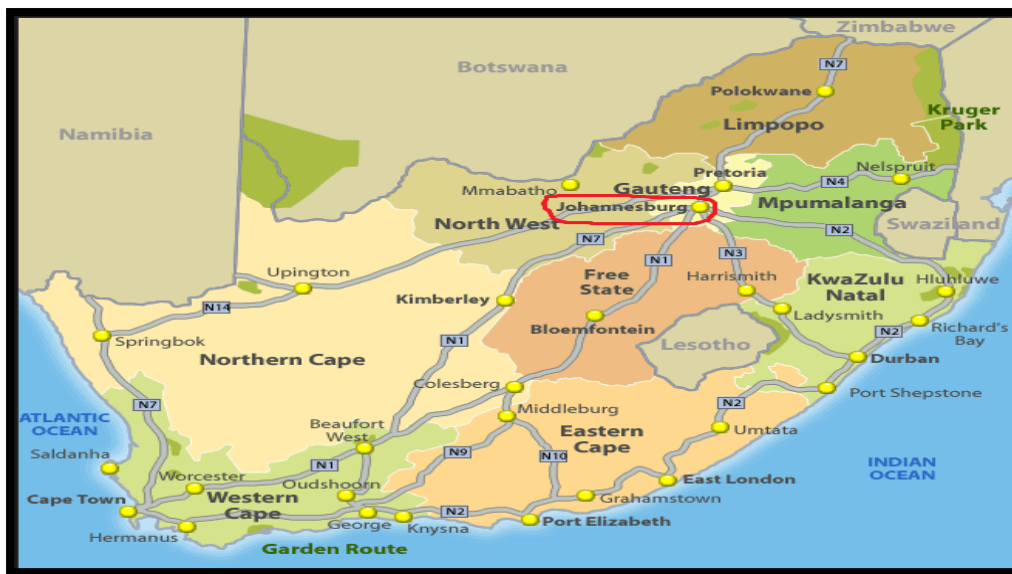 Zimbabwe
Botswana
N7
Polokwane
Limpopo
Kruger
Park
Namibia
Pretoria
Nelspruit
Mmabatho
Gauteng
N4
Johannesburg
Mpumalanga
North West
N7
N2
Swaziland
N1
N3
Upington
Free
State
Harrismith
KwaZulu
Natal
Hluhluwe
Kimberley
N14
Ladysmith
Richard's
Bay
Springbok
Bloemfontein
N2
N1
Lesotho
Northern Cape
Durban
Colesberg
Port Shepstone
N7
Middleburg
N2
ATLANTIC
OCEAN
Beaufort
West
Eastern
Cape
Umtata
Saldanha
N9
N10
N1
INDIAN
OCEAN
Worcester
Oudshoorn
East London
Cape Town
Western
Cape
Grahamstown
N2
Hermanus
George
Knysna
Port Elizabeth
Garden Route